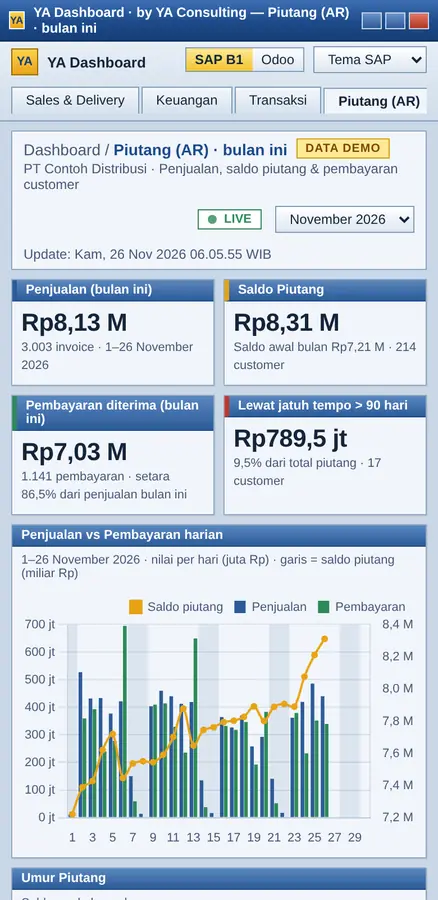 YA
YA Dashboard · by YA Consulting — Piutang (AR)
· bulan ini
YA
YA Dashboard
SAP B1
Odoo
Tema SAP
Sales & Delivery
Keuangan
Transaksi
Piutang (AR)
Dashboard / Piutang (AR) · bulan ini
DATA DEMO
PT Contoh Distribusi · Penjualan, saldo piutang & pembayaran
customer
LIVE
November 2026
Update: Kam, 26 Nov 2026 06.05.55 WIB
Penjualan (bulan ini)
Rp8,13 M
3.003 invoice · 1–26 November
2026
Saldo Piutang
Rp8,31 M
Saldo awal bulan Rp7,21 M · 214
customer
Pembayaran diterima (bulan
ini)
Rp7,03 M
1.141 pembayaran · setara
86,5% dari penjualan bulan ini
Lewat jatuh tempo > 90 hari
Rp789,5 jt
9,5% dari total piutang · 17
customer
Penjualan vs Pembayaran harian
1–26 November 2026 · nilai per hari (juta Rp) · garis = saldo piutang
(miliar Rp)
Saldo piutang
Penjualan
Pembayaran
700 jt
600 jt
500 jt
400 jt
300 jt
200 jt
100 jt
0 jt
8,4 M
8,2 M
8,0 M
7,8 M
7,6 M
7,4 M
7,2 M
1 3 5 7 9 11 13 15 17 19 21 23 25 27 29
Umur Piutang